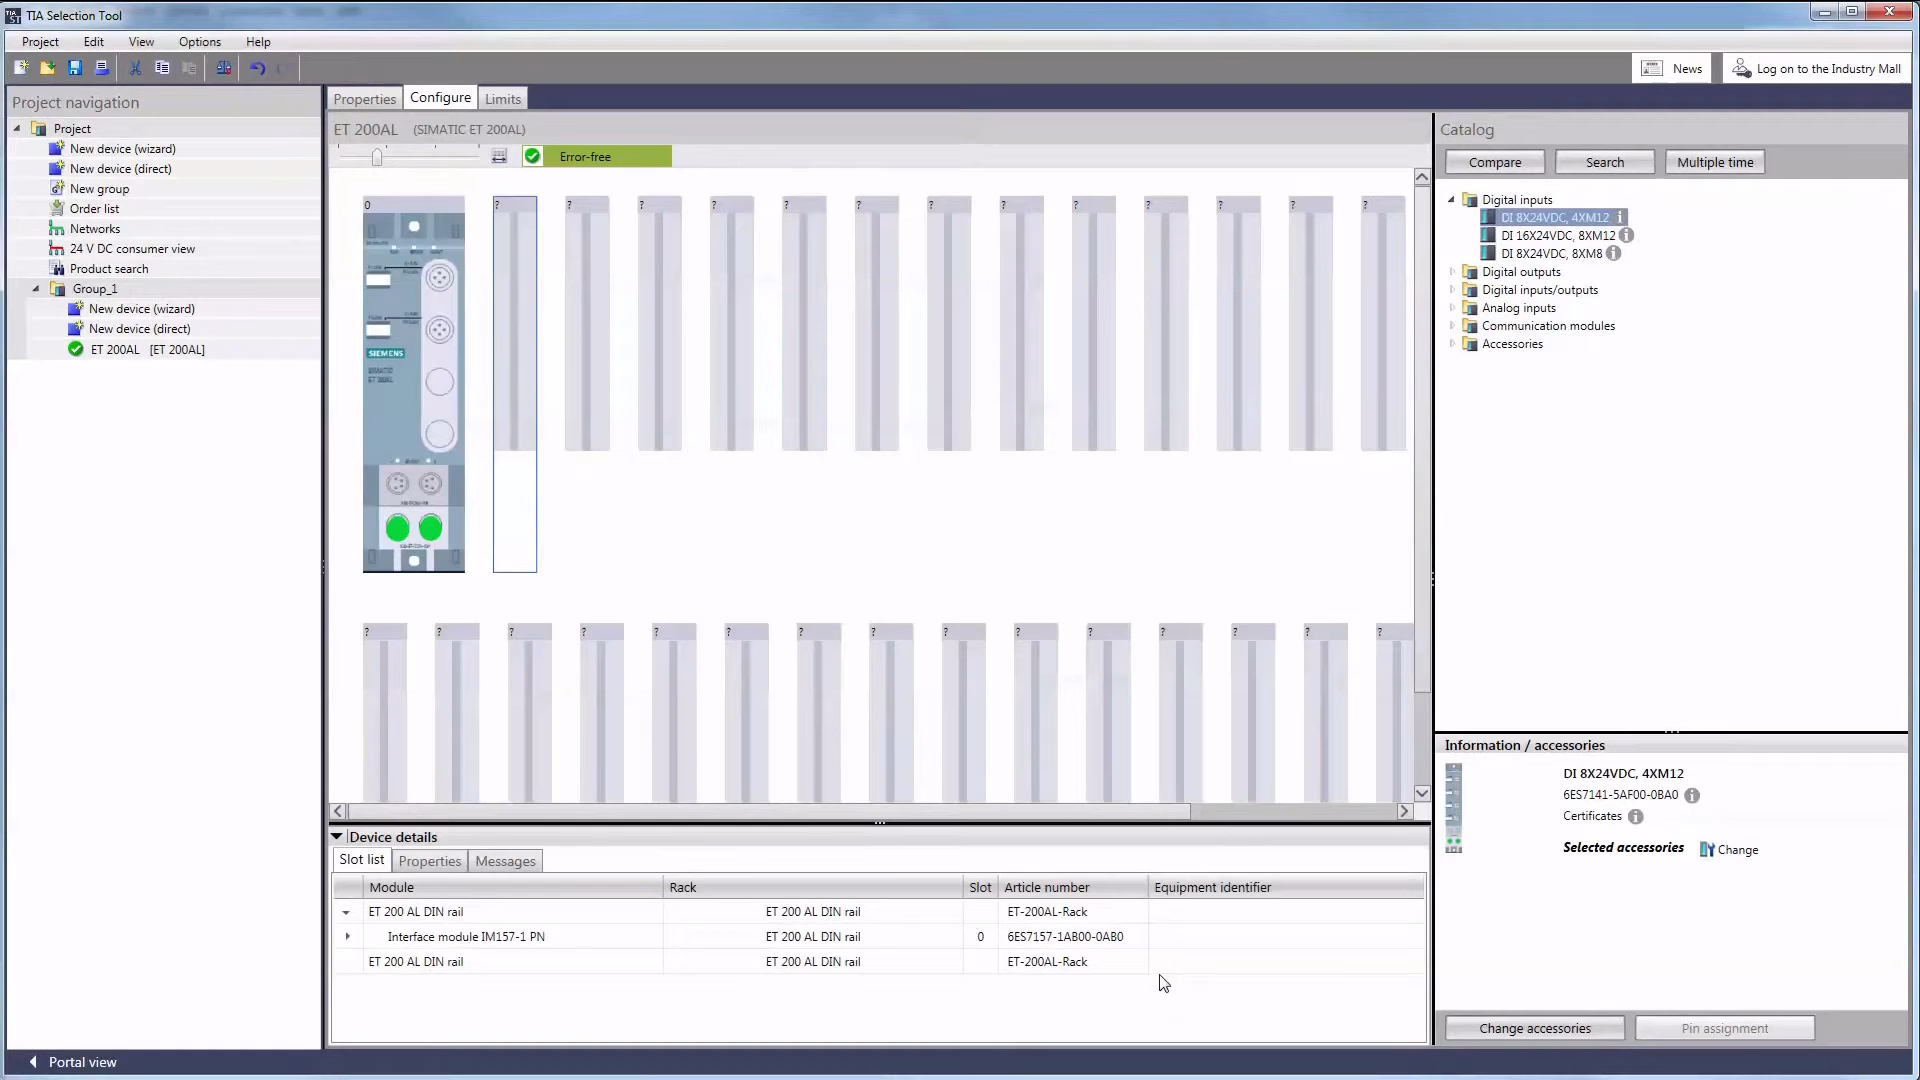 TIA Selection Tool
Project Edit View Options Help
News
Log on to the Industry Mall
Project navigation
Project
New device (wizard)
New device (direct)
New group
Order list
Networks
24 V DC consumer view
Product search
Group_1
New device (wizard)
New device (direct)
ET 200AL [ET 200AL]
Portal view
Properties Configure Limits
ET 200AL (SIMATIC ET 200AL)
Error-free
0 ? ? ? ? ? ? ? ? ? ? ? ? ?
SIEMENS
SIMATIC
? ? ? ? ? ? ? ? ? ? ? ? ? ? ?
Device details
Slot list Properties Messages
Module Rack Slot Article number Equipment identifier
ET 200 AL DIN rail ET 200 AL DIN rail ET-200AL-Rack
Interface module IM157-1 PN ET 200 AL DIN rail 0 6ES7157-1AB00-0AB0
ET 200 AL DIN rail ET 200 AL DIN rail ET-200AL-Rack
Catalog
Compare Search Multiple time
Digital inputs
DI 8X24VDC, 4XM12
DI 16X24VDC, 8XM12
DI 8X24VDC, 8XM8
Digital outputs
Digital inputs/outputs
Analog inputs
Communication modules
Accessories
Information / accessories
DI 8X24VDC, 4XM12
6ES7141-5AF00-0BA0
Certificates
Selected accessories Change
Change accessories Pin assignment